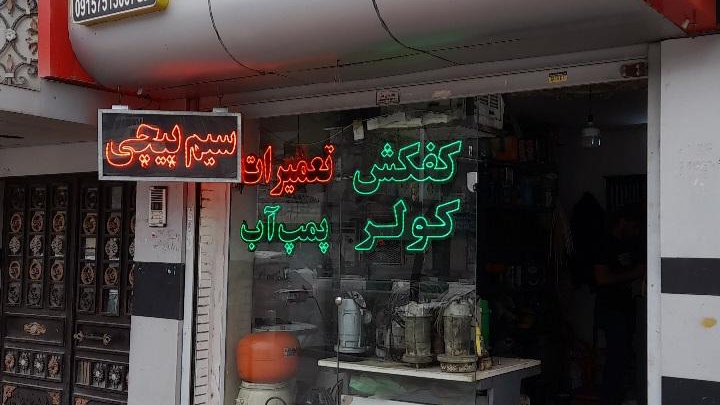 سیم پیچی
کفکش تعمیرات
کولر پمپ آب